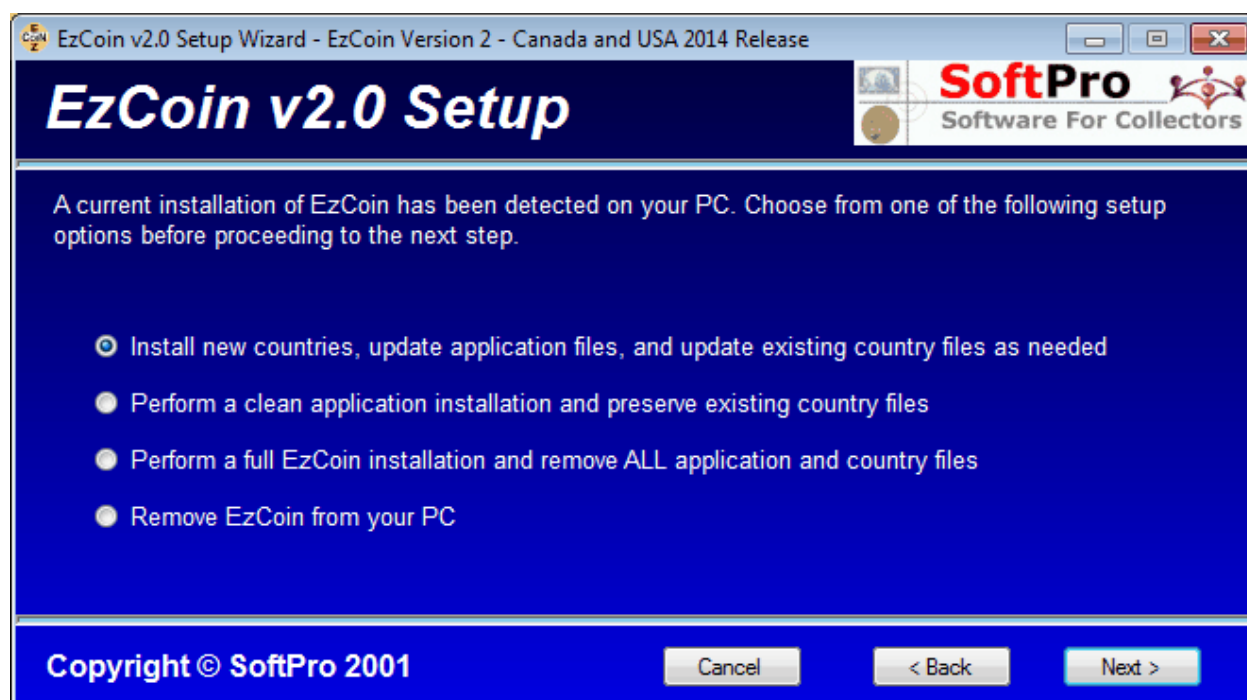 EzCoin v2.0 Setup Wizard - EzCoin Version 2 - Canada and USA 2014 Release
EzCoin v2.0 Setup
SoftPro
Software For Collectors
A current installation of EzCoin has been detected on your PC. Choose from one of the following setup
options before proceeding to the next step.
Install new countries, update application files, and update existing country files as needed
Perform a clean application installation and preserve existing country files
Perform a full EzCoin installation and remove ALL application and country files
Remove EzCoin from your PC
Copyright © SoftPro 2001
Cancel
< Back
Next >